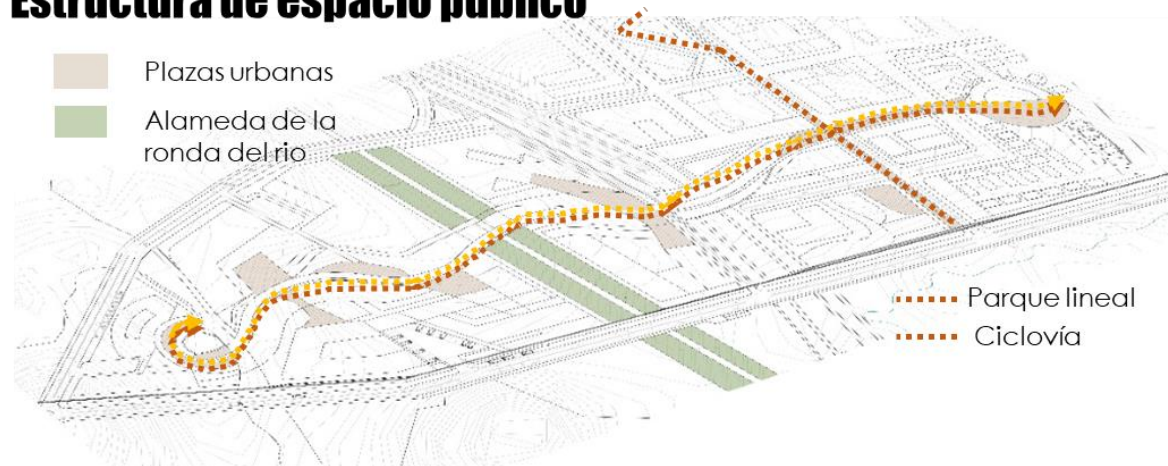 Estructura de espacio público
Plazas urbanas
Alameda de la
ronda del rio
Parque lineal
Ciclovía